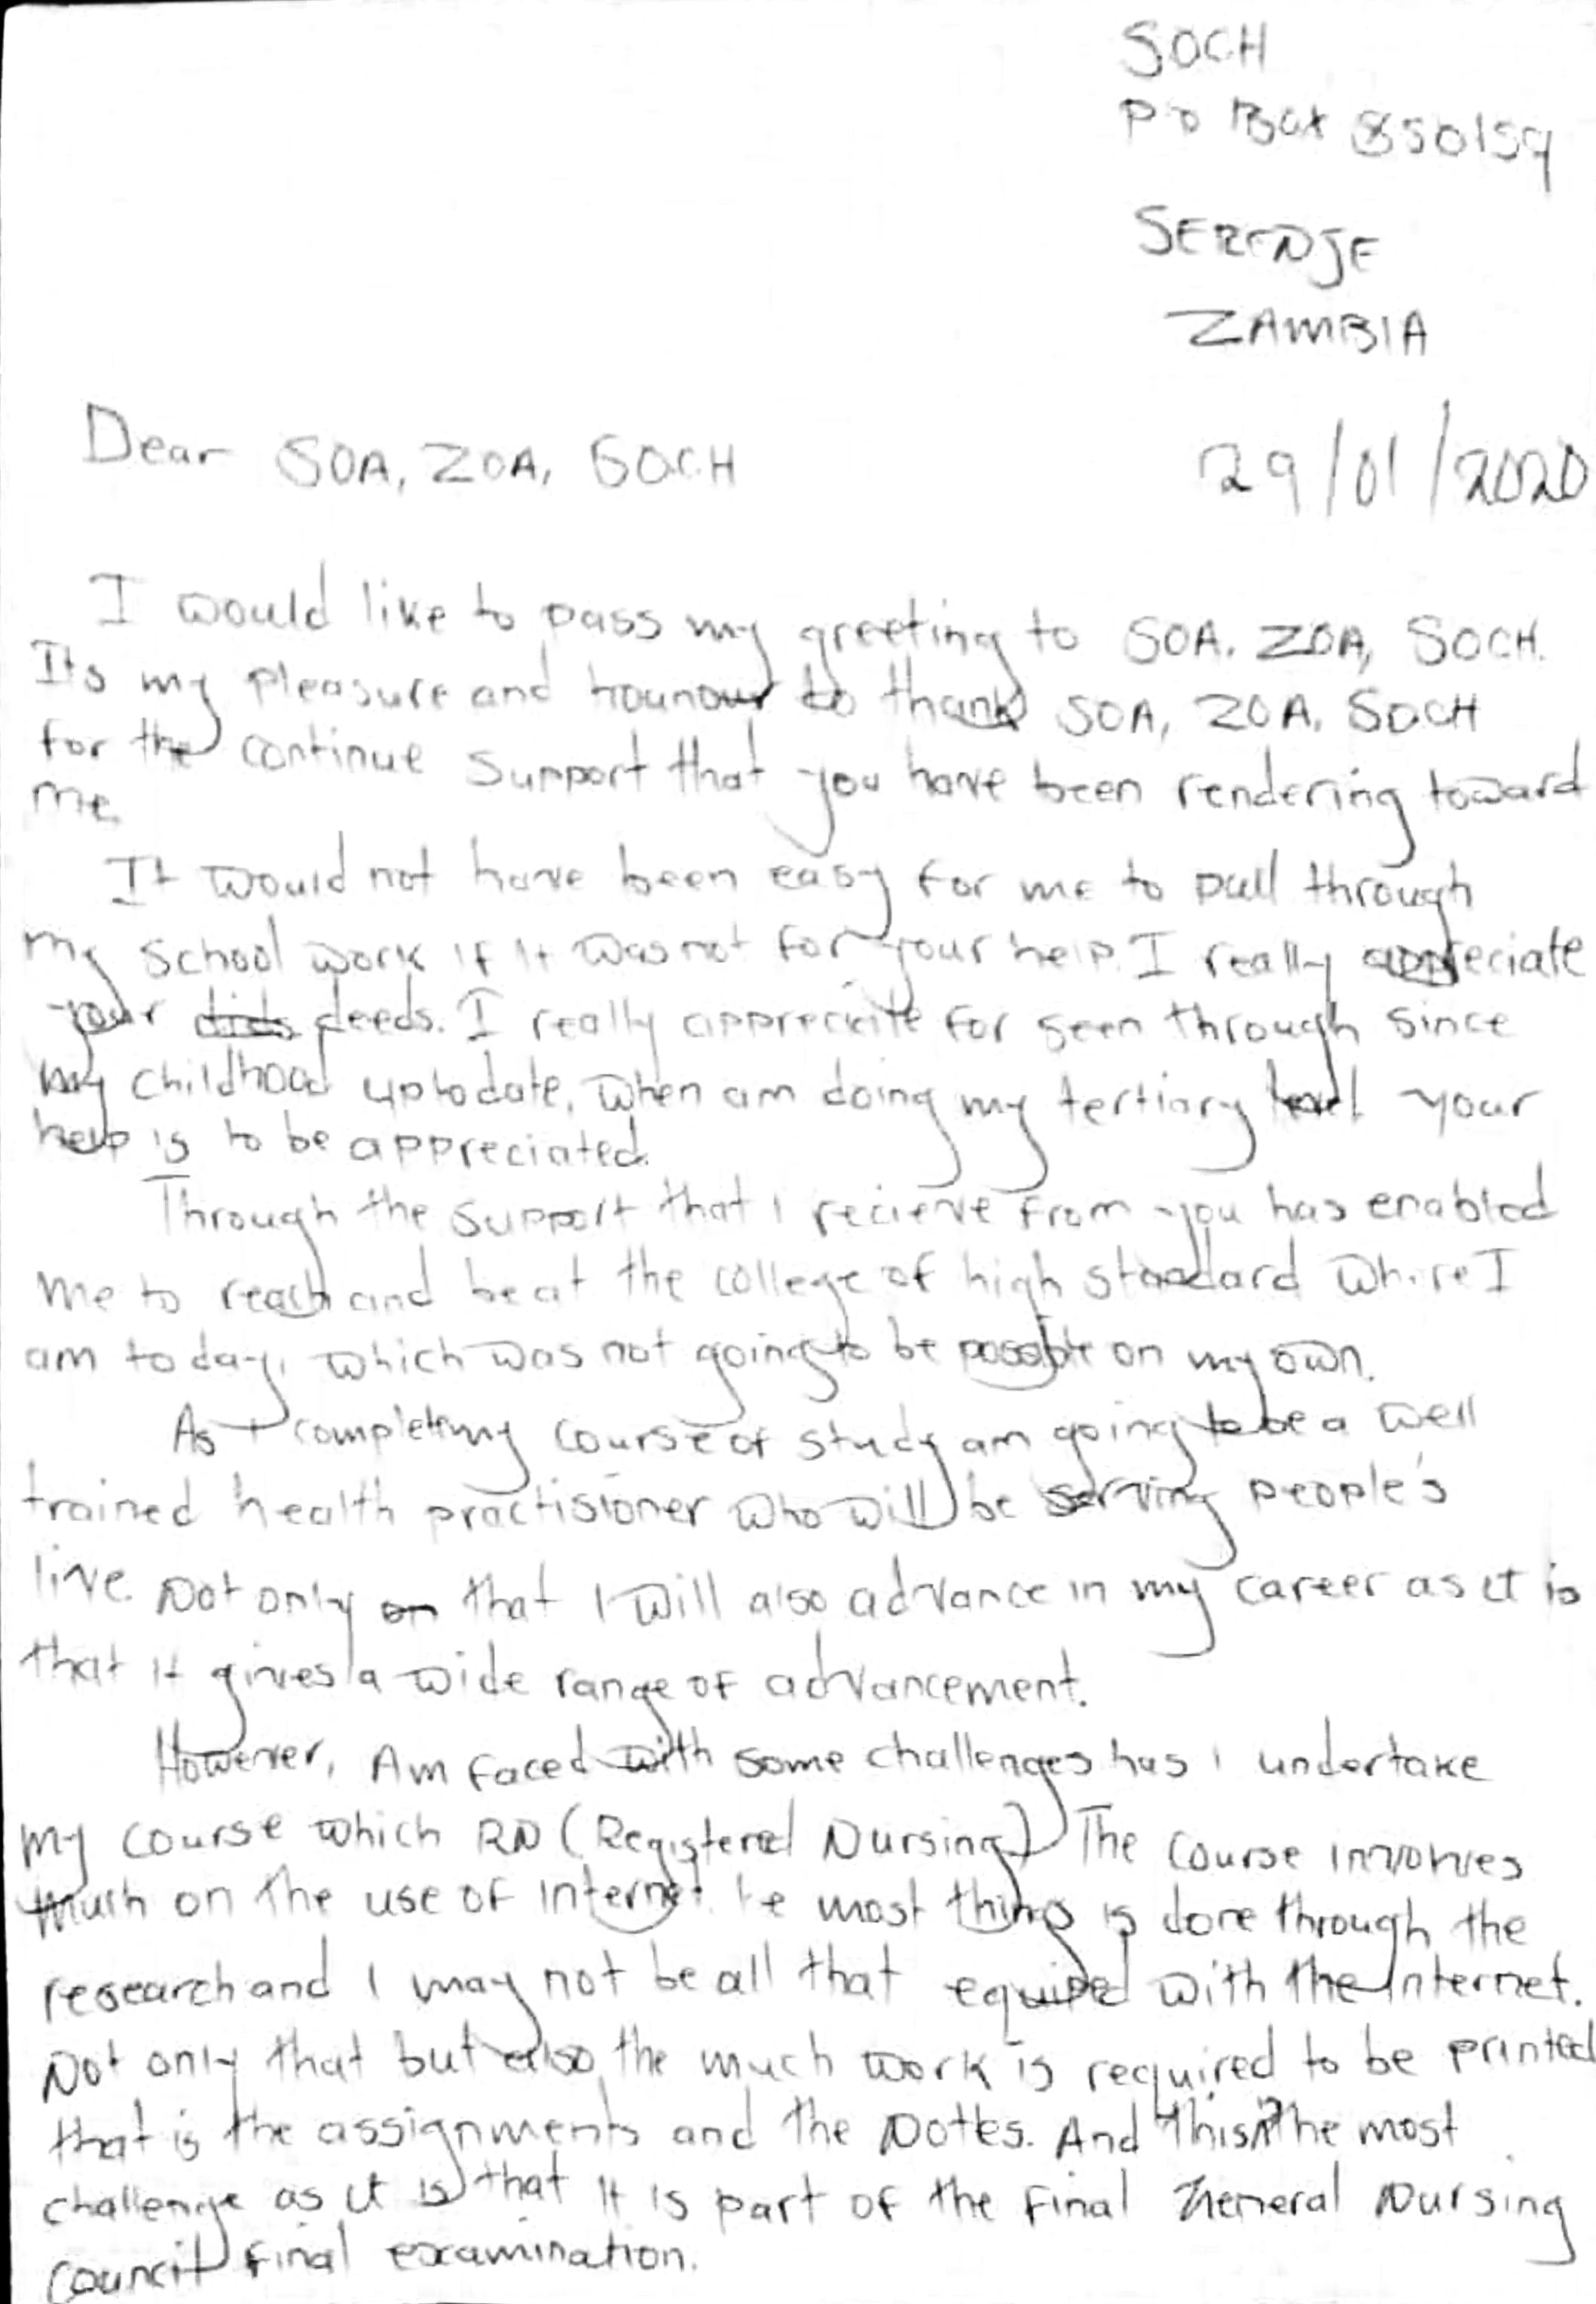 SOCH
PO Box 850159
SERENJE
ZAMBIA
Dear SOA, ZOA, SOCH
29/01/2020
I would like to pass my greeting to SOA, ZOA, SOCH.
Its my pleasure and hounour to thank SOA, ZOA, SOCH
for the continue support that you have been rendering toward
me.
It would not have been easy for me to pull through
my school work if it was not for your help. I really appreciate
your deeds. I really appreciate for seen through since
my childhood uptodate, when am doing my tertiary level your
help is to be appreciated.
Through the support that I recieve from you has enabled
me to reach and be at the college of high standard where I
am today, which was not going to be possible on my own.
As I completmy course of study am going to be a well
trained health practisioner who will be serving people's
live. Not only on that I will also advance in my career as it is
that it gives a wide range of advancement.
However, Am faced with some challenges has I undertake
my course which RN (Registered Nursing) The course involves
much on the use of internet. Ie most things is done through the
research and I may not be all that equiped with the internet.
Not only that but also the much work is required to be printed
that is the assignments and the Notes. And this is the most
challenge as it is that it is part of the final General Nursing
council final examination.